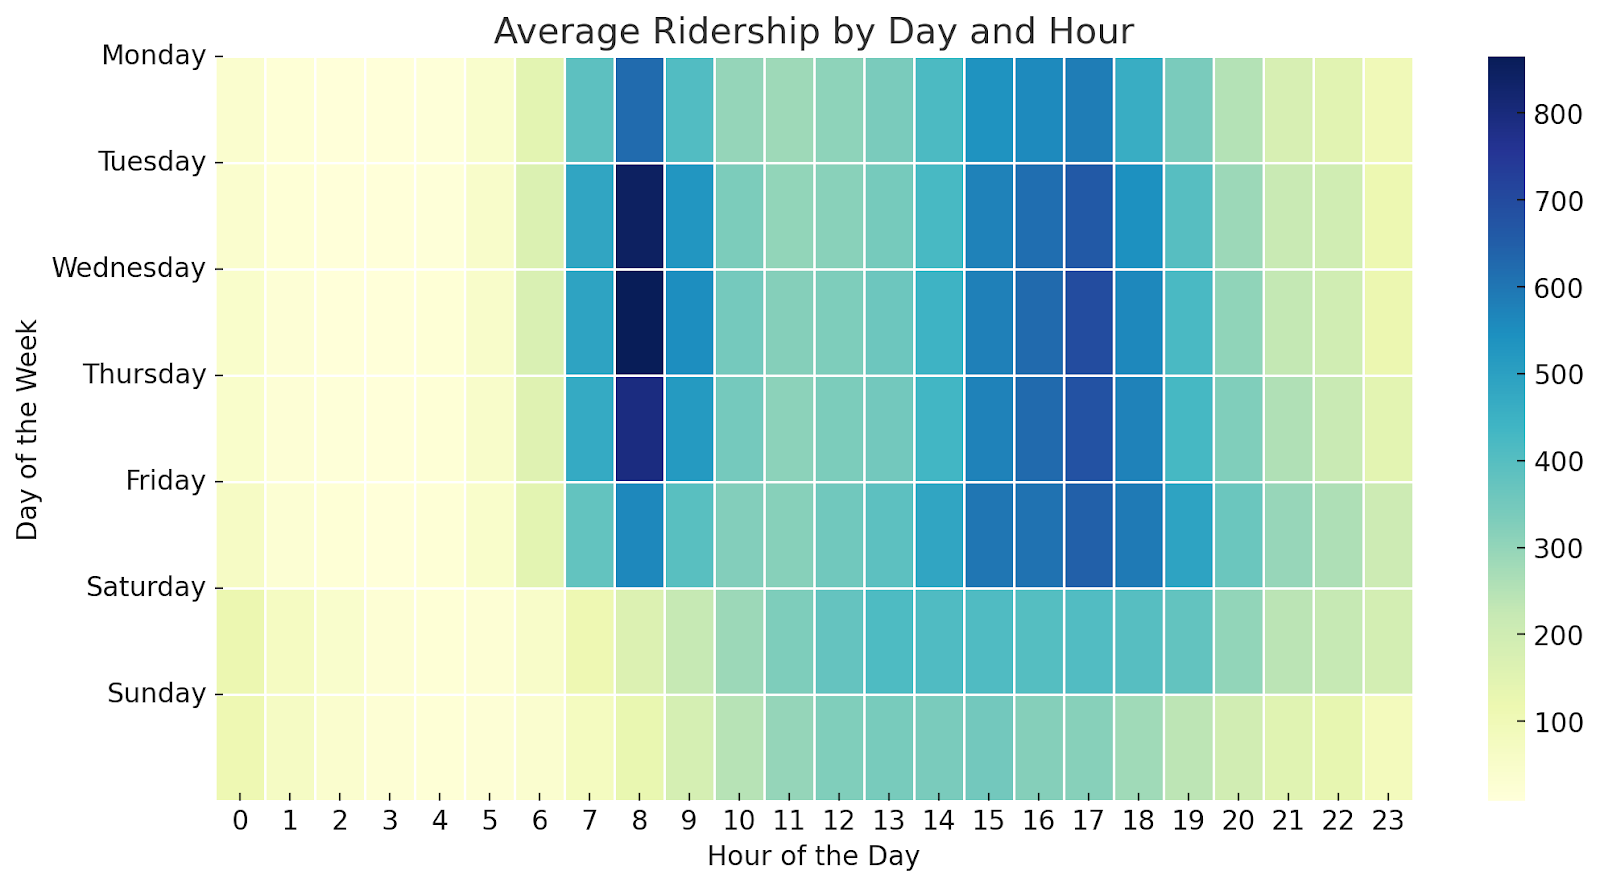 Average Ridership by Day and Hour
Monday
Tuesday
Wednesday
Thursday
Friday
Saturday
Sunday
Day of the Week
0 1 2 3 4 5 6 7 8 9 10 11 12 13 14 15 16 17 18 19 20 21 22 23
Hour of the Day
800
700
600
500
400
300
200
100